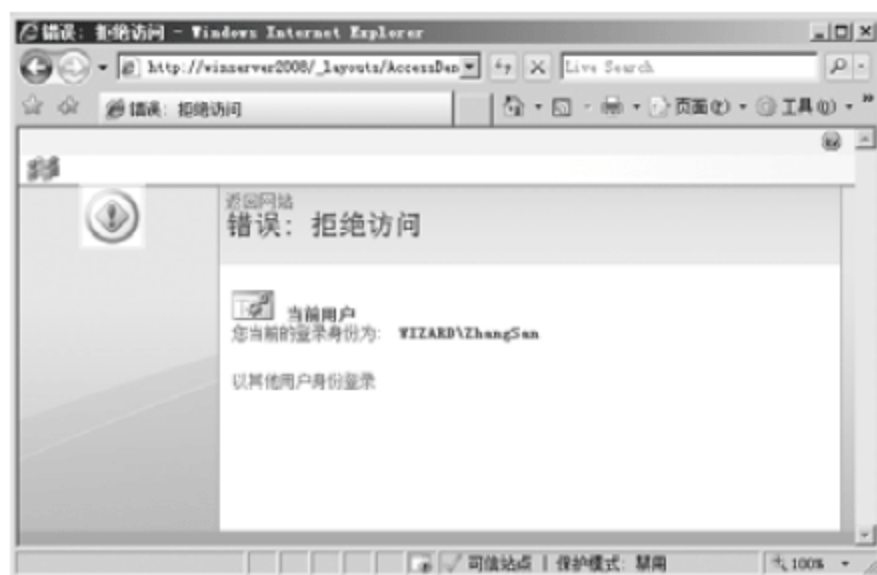 错误：拒绝访问 - Windows Internet Explorer
http://winserver2008/_layouts/AccessDen
Live Search
错误：拒绝访问
页面(P)
工具(O)
返回网站
错误：拒绝访问
当前用户
您当前的登录身份为： WIZARD\ZhangSan
以其他用户身份登录
可信站点 | 保护模式：禁用
100%